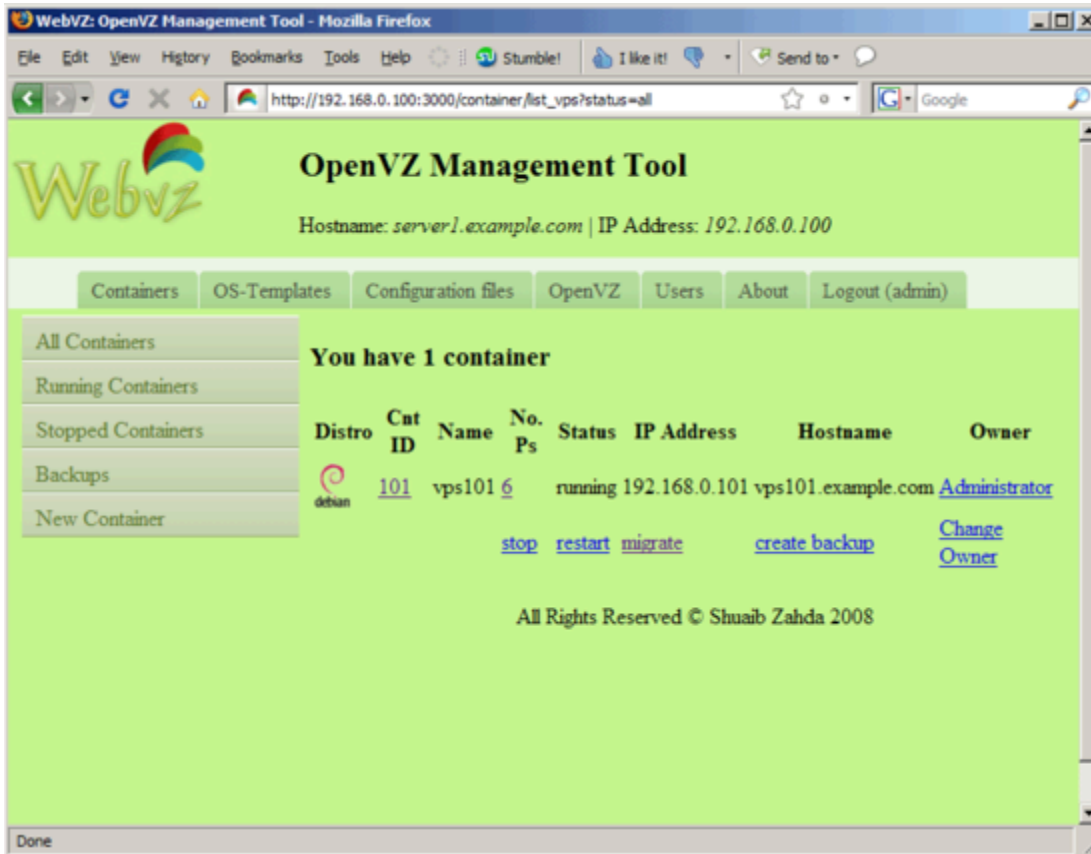 WebVZ: OpenVZ Management Tool - Mozilla Firefox
File Edit View History Bookmarks Tools Help Stumble! I like it! Send to
http://192.168.0.100:3000/container/list_vps?status=all Google
Webvz
OpenVZ Management Tool
Hostname: server1.example.com | IP Address: 192.168.0.100
Containers OS-Templates Configuration files OpenVZ Users About Logout (admin)
All Containers
Running Containers
Stopped Containers
Backups
New Container
You have 1 container
Distro Cnt ID Name No. Ps Status IP Address Hostname Owner
debian 101 vps101 6 running 192.168.0.101 vps101.example.com Administrator
stop restart migrate create backup Change Owner
All Rights Reserved © Shuaib Zahda 2008
Done